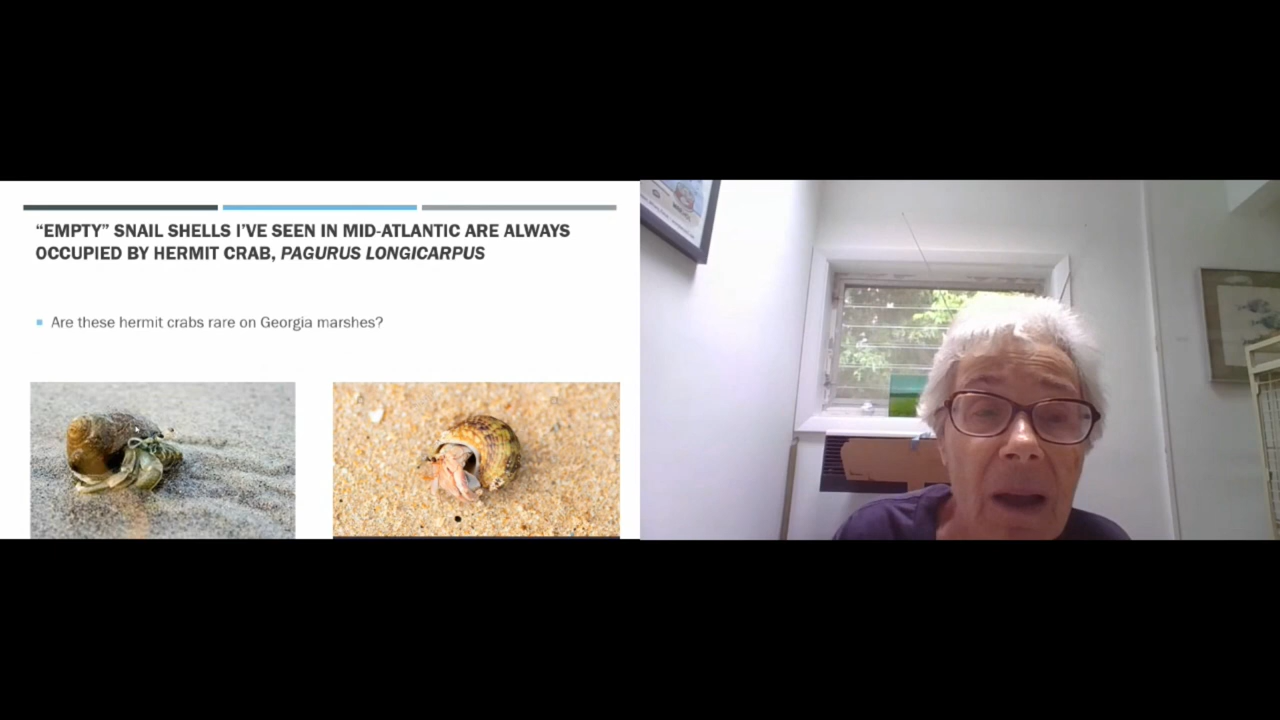 “EMPTY” SNAIL SHELLS I’VE SEEN IN MID-ATLANTIC ARE ALWAYS
OCCUPIED BY HERMIT CRAB, PAGURUS LONGICARPUS
Are these hermit crabs rare on Georgia marshes?